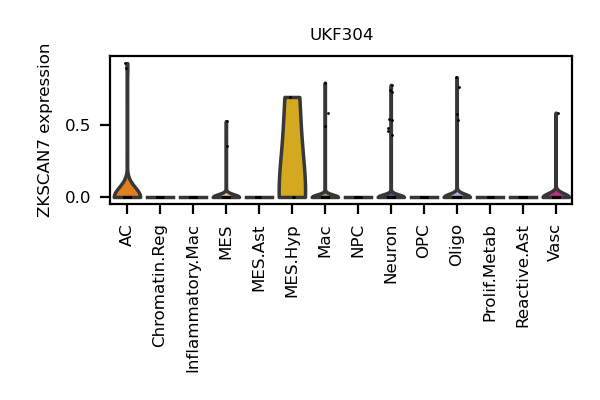 UKF304
ZKSCAN7 expression
0.5
0.0
AC
Chromatin.Reg
Inflammatory.Mac
MES
MES.Ast
MES.Hyp
Mac
NPC
Neuron
OPC
Oligo
Prolif.Metab
Reactive.Ast
Vasc